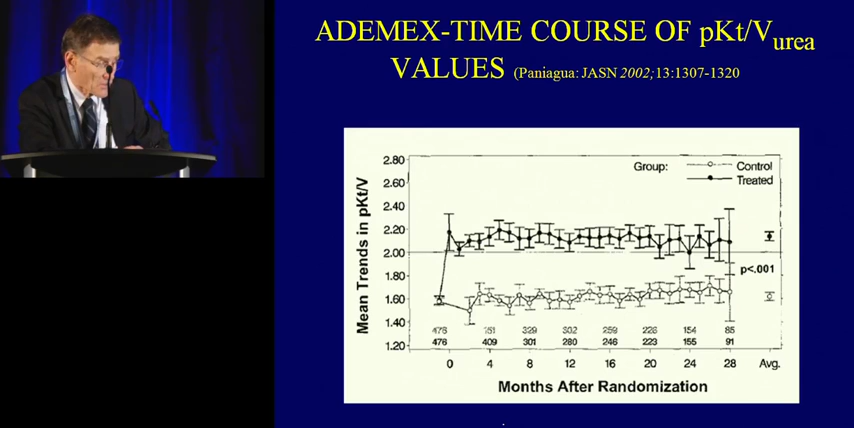 ADEMEX-TIME COURSE OF pKt/Vurea
VALUES (Paniagua: JASN 2002;13:1307-1320
Group: Control
Treated
Mean Trends in pKt/V
2.80
2.60
2.40
2.20
2.00
1.80
1.60
1.40
1.20
p<.001
476 329 302 259 228 154 85
476 409 301 280 246 223 155 91
0 4 8 12 16 20 24 28 Avg.
Months After Randomization